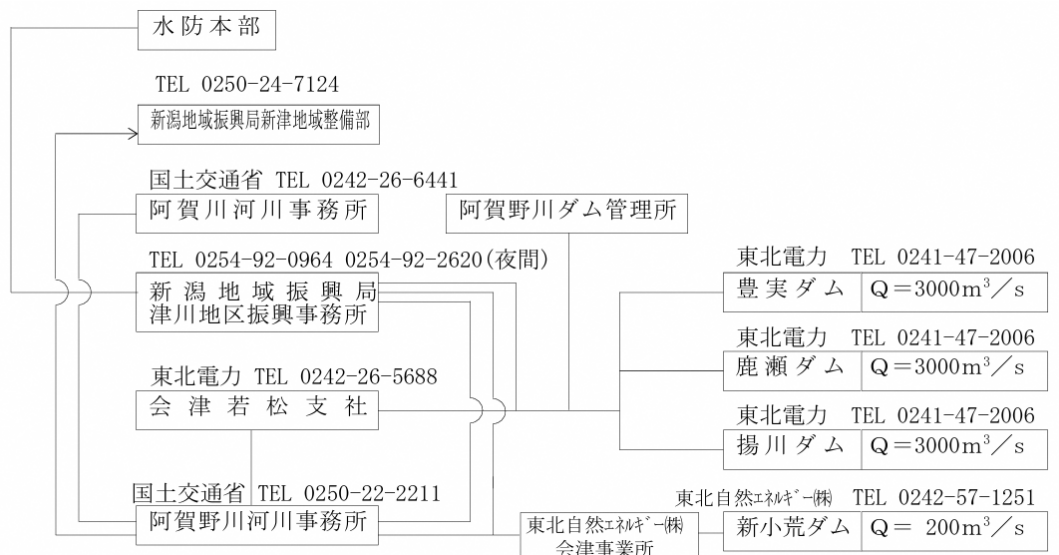 水防本部
TEL 0250-24-7124
新潟地域振興局新津地域整備部
国土交通省 TEL 0242-26-6441
阿賀川河川事務所
阿賀野川ダム管理所
TEL 0254-92-0964 0254-92-2620(夜間)
新潟地域振興局
津川地区振興事務所
東北電力 TEL 0241-47-2006
豊実ダム Q=3000m³/s
東北電力 TEL 0241-47-2006
鹿瀬ダム Q=3000m³/s
東北電力 TEL 0242-26-5688
会津若松支社
東北電力 TEL 0241-47-2006
揚川ダム Q=3000m³/s
国土交通省 TEL 0250-22-2211
阿賀野川河川事務所
東北自然エネルギー㈱
会津事業所
東北自然エネルギー㈱ TEL 0242-57-1251
新小荒ダム Q= 200m³/s